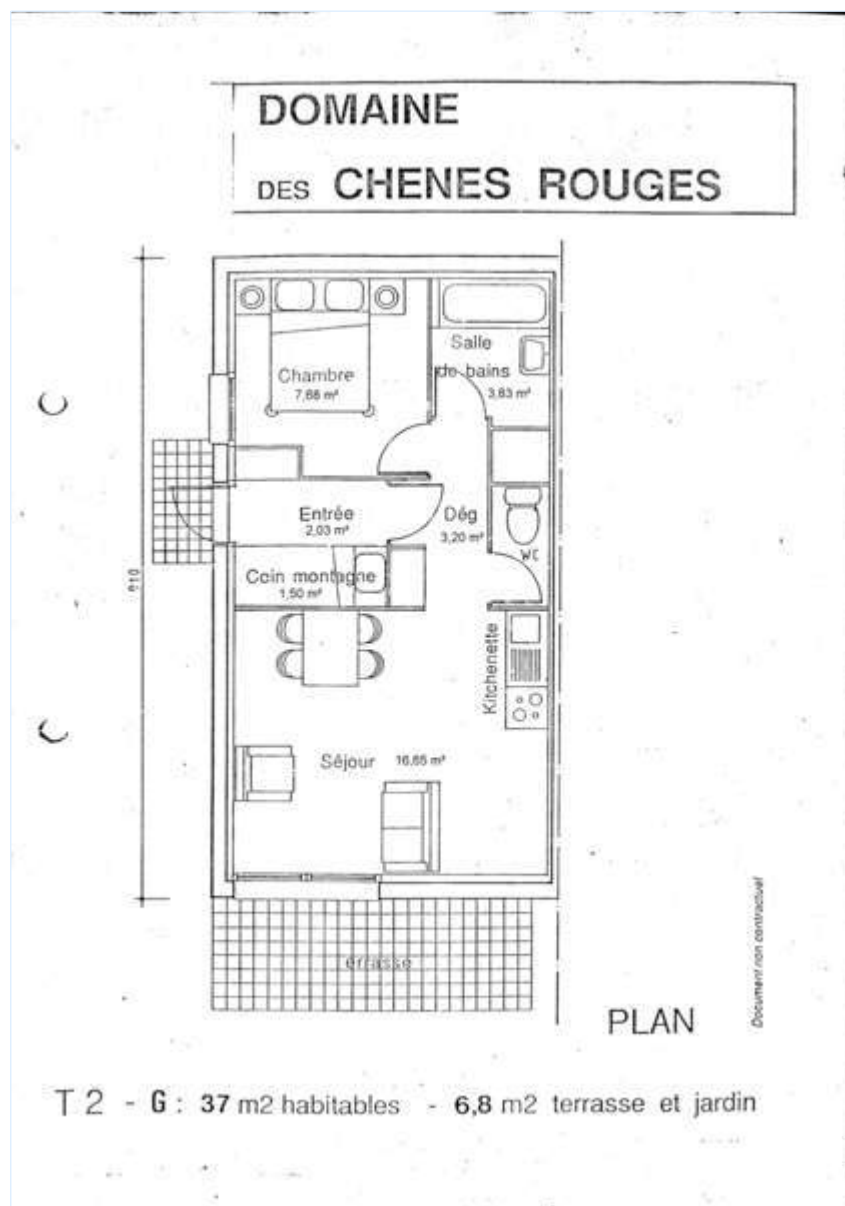 DOMAINE
DES CHENES ROUGES
Salle
de bains
3,83 m²
Chambre
7,68 m²
Entrée
2,03 m²
Dég
3,20 m²
WC
Coin montagne
1,50 m²
Kitchenette
Séjour 16,65 m²
errasse
Document non contractuel
PLAN
T2 - G : 37 m2 habitables - 6,8 m2 terrasse et jardin